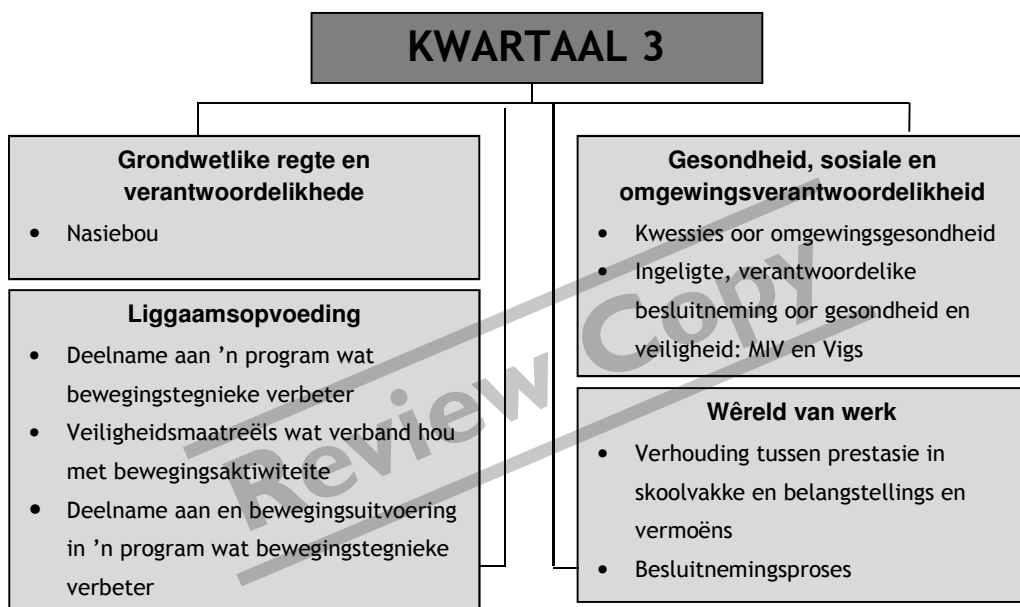 KWARTAAL 3
Grondwetlike regte en
verantwoordelikhede
• Nasiebou
Liggaamsopvoeding
• Deelname aan ’n program wat
bewegingstegnieke verbeter
• Veiligheidsmaatreëls wat verband hou
met bewegingsaktiwiteite
• Deelname aan en bewegingsuitvoering
in ’n program wat bewegingstegnieke
verbeter
Gesondheid, sosiale en
omgewingsverantwoordelikheid
• Kwessies oor omgewingsgesondheid
• Ingeligte, verantwoordelike
besluitneming oor gesondheid en
veiligheid: MIV en Vigs
Wêreld van werk
• Verhouding tussen prestasie in
skoolvakke en belangstellings en
vermoëns
• Besluitnemingsproses
Review Copy